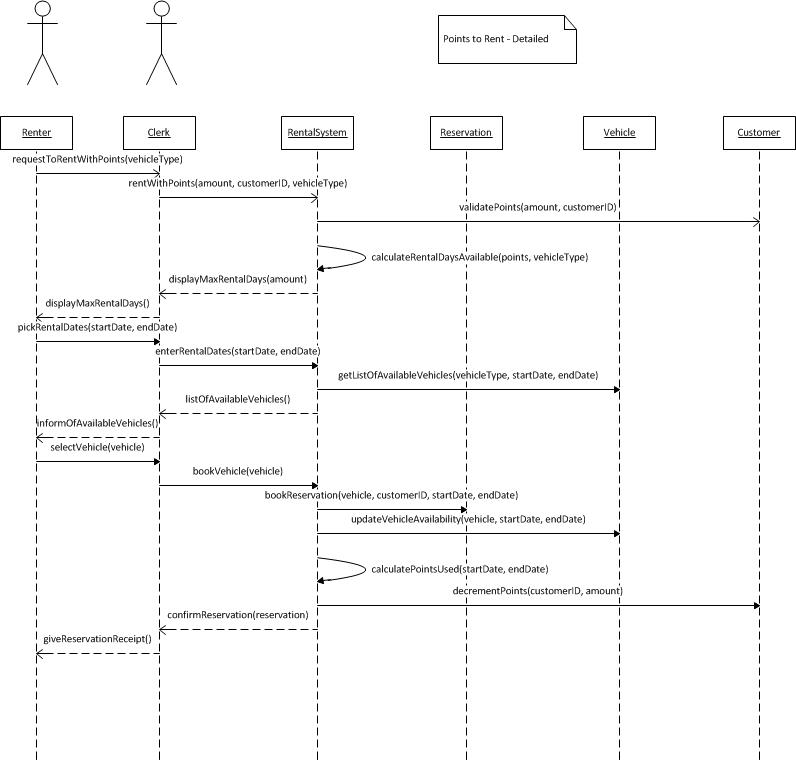 Points to Rent - Detailed
Renter
Clerk
RentalSystem
Reservation
Vehicle
Customer
requestToRentWithPoints(vehicleType)
rentWithPoints(amount, customerID, vehicleType)
validatePoints(amount, customerID)
calculateRentalDaysAvailable(points, vehicleType)
displayMaxRentalDays(amount)
displayMaxRentalDays()
pickRentalDates(startDate, endDate)
enterRentalDates(startDate, endDate)
getListOfAvailableVehicles(vehicleType, startDate, endDate)
listOfAvailableVehicles()
informOfAvailableVehicles()
selectVehicle(vehicle)
bookVehicle(vehicle)
bookReservation(vehicle, customerID, startDate, endDate)
updateVehicleAvailability(vehicle, startDate, endDate)
calculatePointsUsed(startDate, endDate)
decrementPoints(customerID, amount)
confirmReservation(reservation)
giveReservationReceipt()